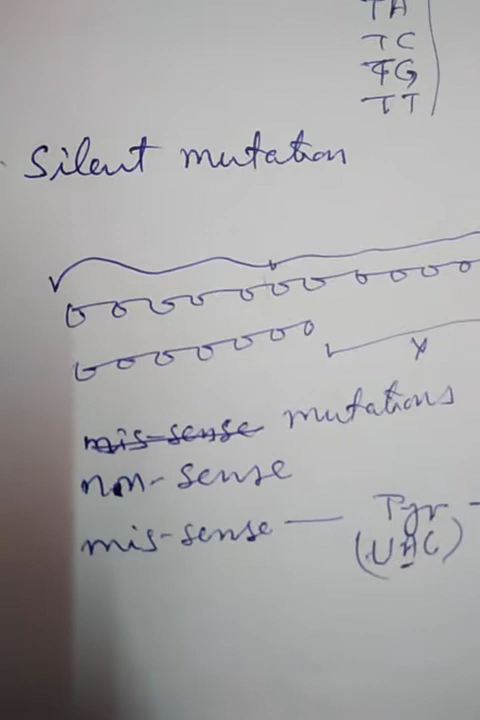 TA
TC
TG
TT
Silent mutation
x
mis-sense mutations
non-sense
mis-sense — Tyr -
(UAC)